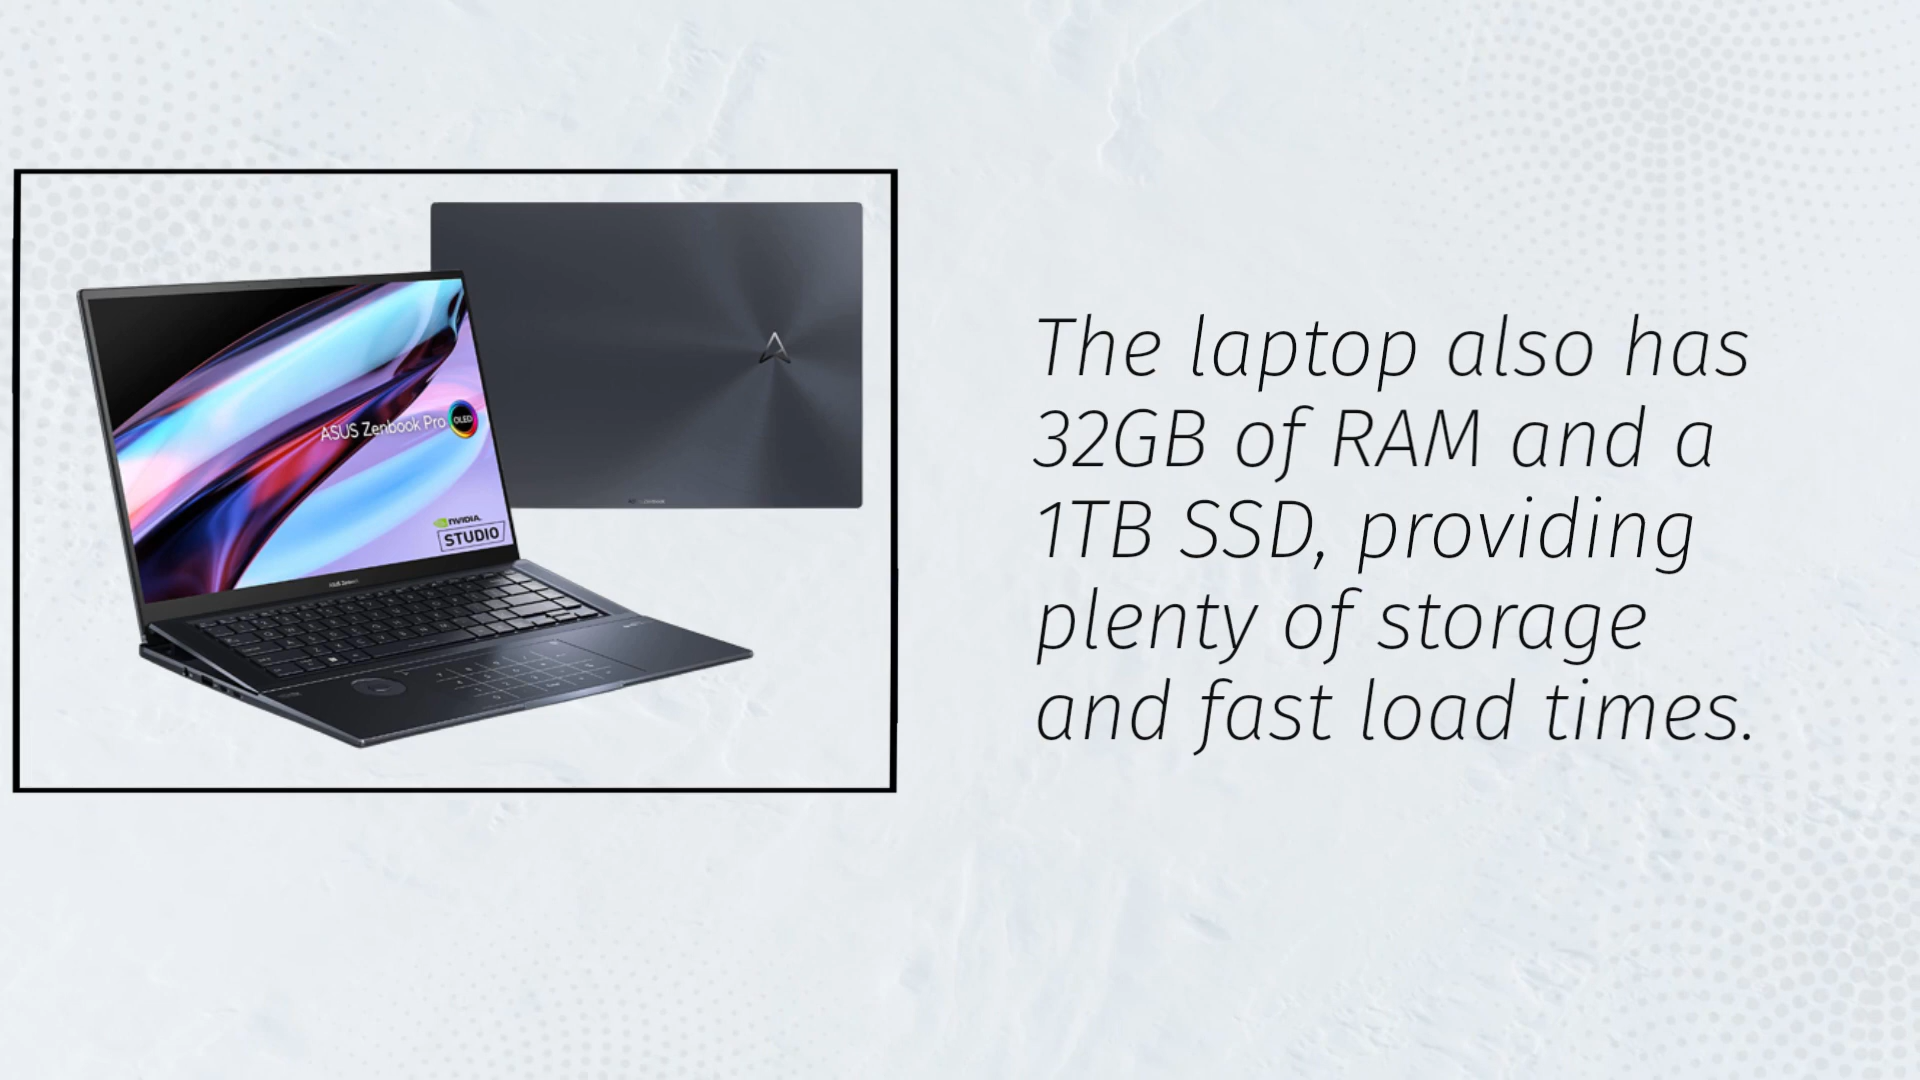 ASUS Zenbook Pro OLED
NVIDIA.
STUDIO
The laptop also has
32GB of RAM and a
1TB SSD, providing
plenty of storage
and fast load times.